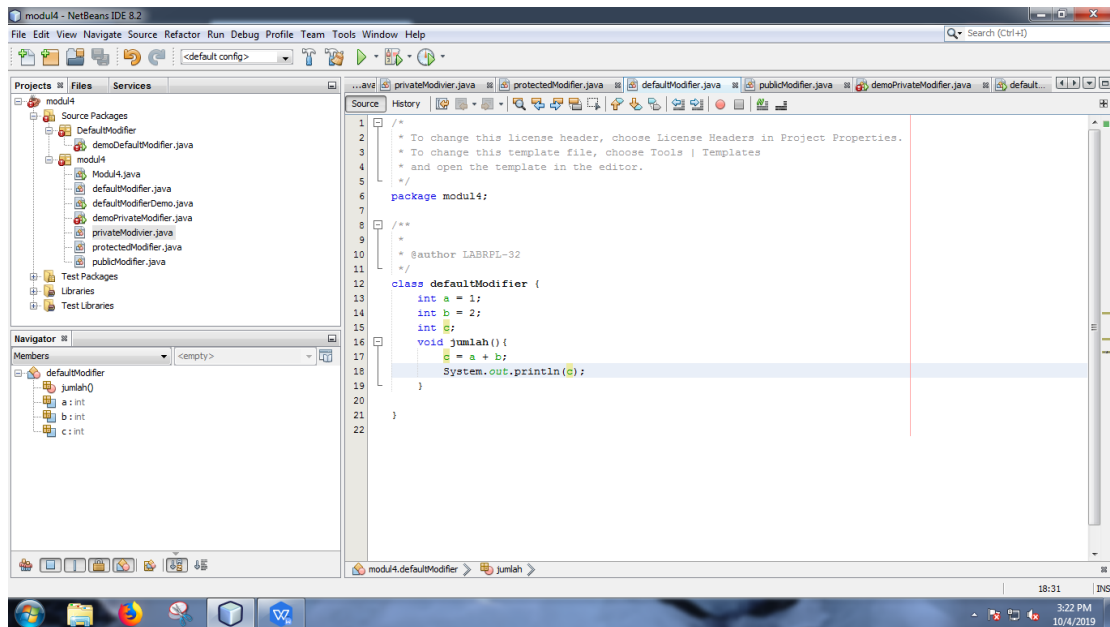 modul4 - NetBeans IDE 8.2
File Edit View Navigate Source Refactor Run Debug Profile Team Tools Window Help
Search (Ctrl+I)
<default config>
Projects Files Services
modul4
Source Packages
DefaultModifier
demoDefaultModifier.java
modul4
Modul4.java
defaultModifier.java
defaultModifierDemo.java
demoPrivateModifier.java
privateModivier.java
protectedModifier.java
publicModifier.java
Test Packages
Libraries
Test Libraries
Navigator
Members <empty>
defaultModifier
jumlah()
a : int
b : int
c : int
...ava privateModivier.java protectedModifier.java defaultModifier.java publicModifier.java demoPrivateModifier.java default...
Source History
1 /*
2 * To change this license header, choose License Headers in Project Properties.
3 * To change this template file, choose Tools | Templates
4 * and open the template in the editor.
5 */
6 package modul4;
7
8 /**
9 *
10 * @author LABRPL-32
11 */
12 class defaultModifier {
13 int a = 1;
14 int b = 2;
15 int c;
16 void jumlah(){
17 c = a + b;
18 System.out.println(c);
19 }
20
21 }
22
modul4.defaultModifier jumlah
18:31 INS
3:22 PM
10/4/2019